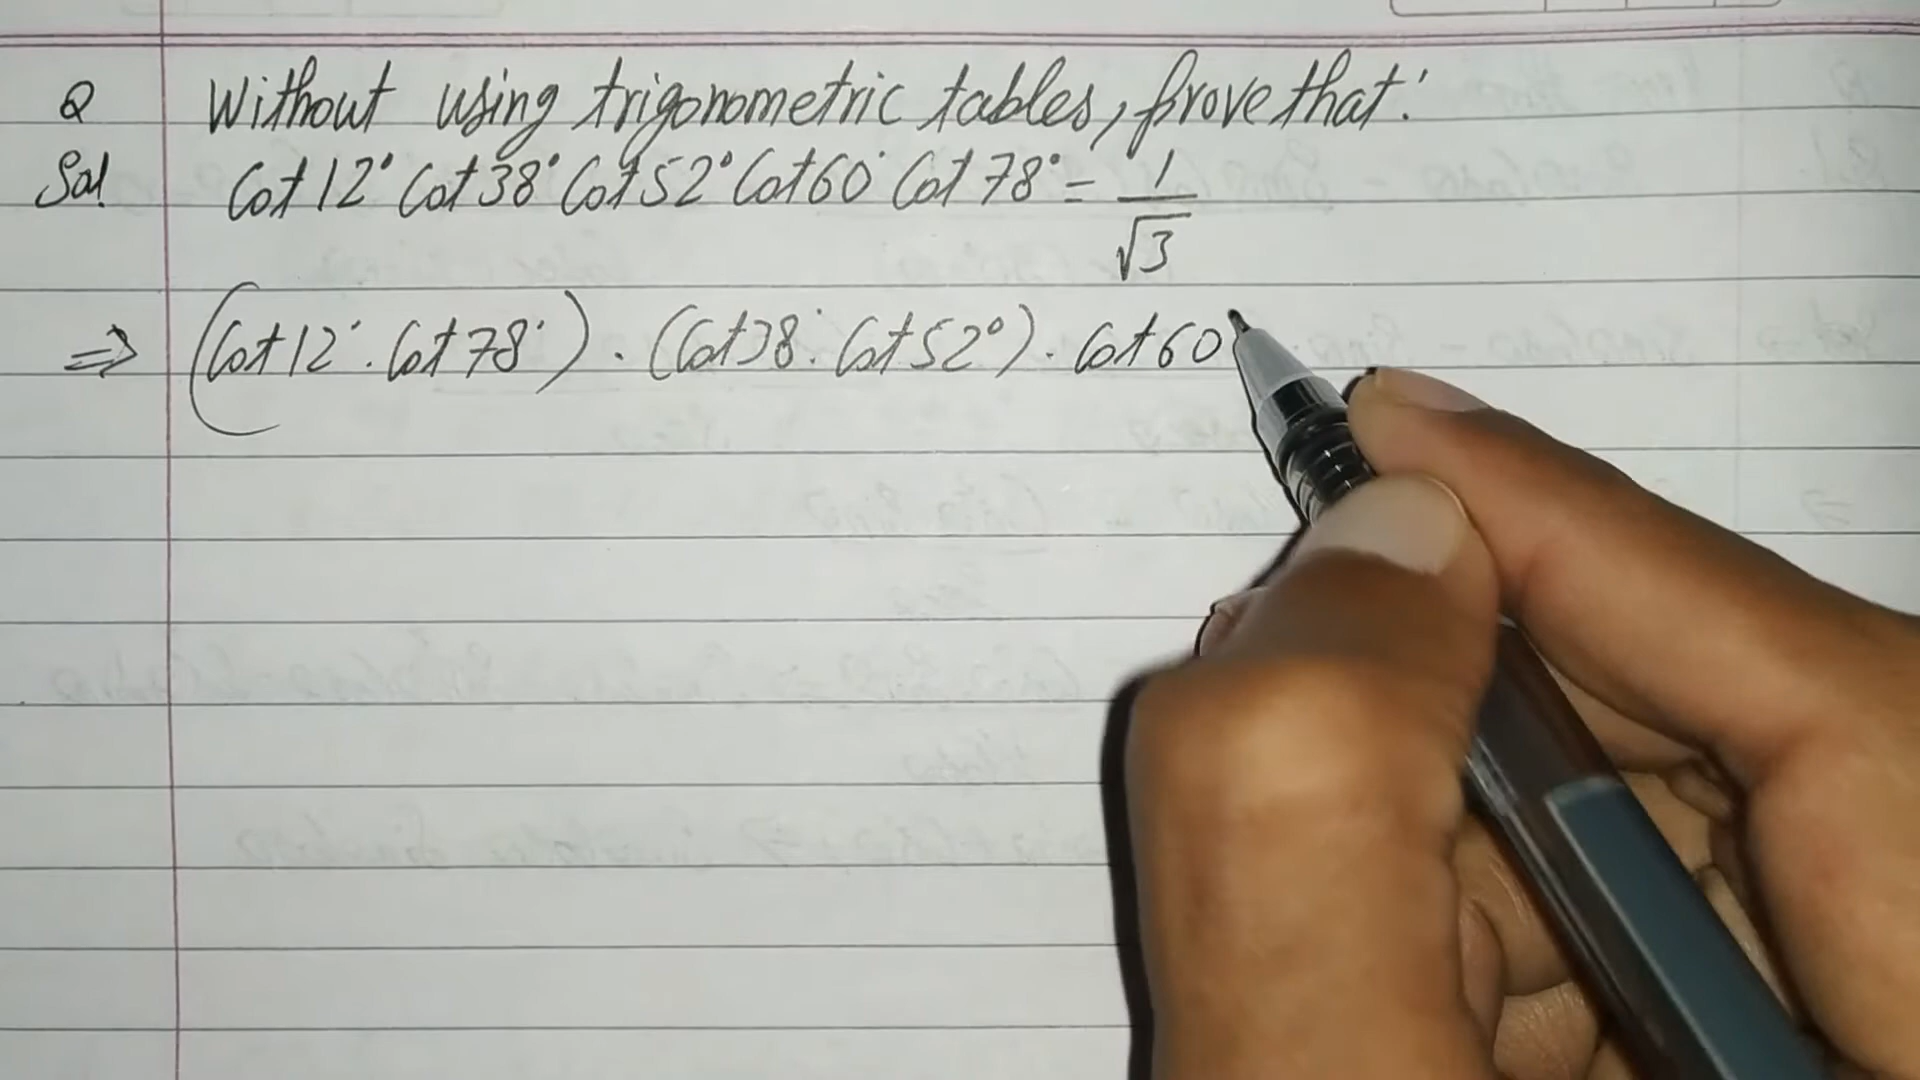 Q Without using trigonometric tables, prove that:
Sol Cot 12° Cot 38° Cot 52° Cot 60° Cot 78° = 1/√3
⇒ (Cot 12° . Cot 78°) . (Cot 38° . Cot 52°) . Cot 60